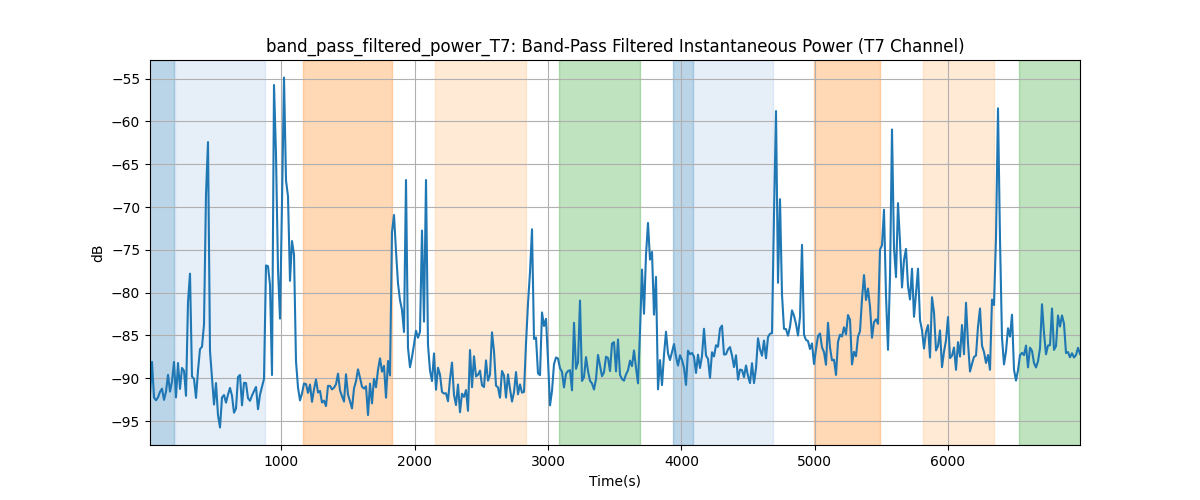 band_pass_filtered_power_T7: Band-Pass Filtered Instantaneous Power (T7 Channel)
−55
−60
−65
−70
−75
−80
−85
−90
−95
dB
1000 2000 3000 4000 5000 6000
Time(s)